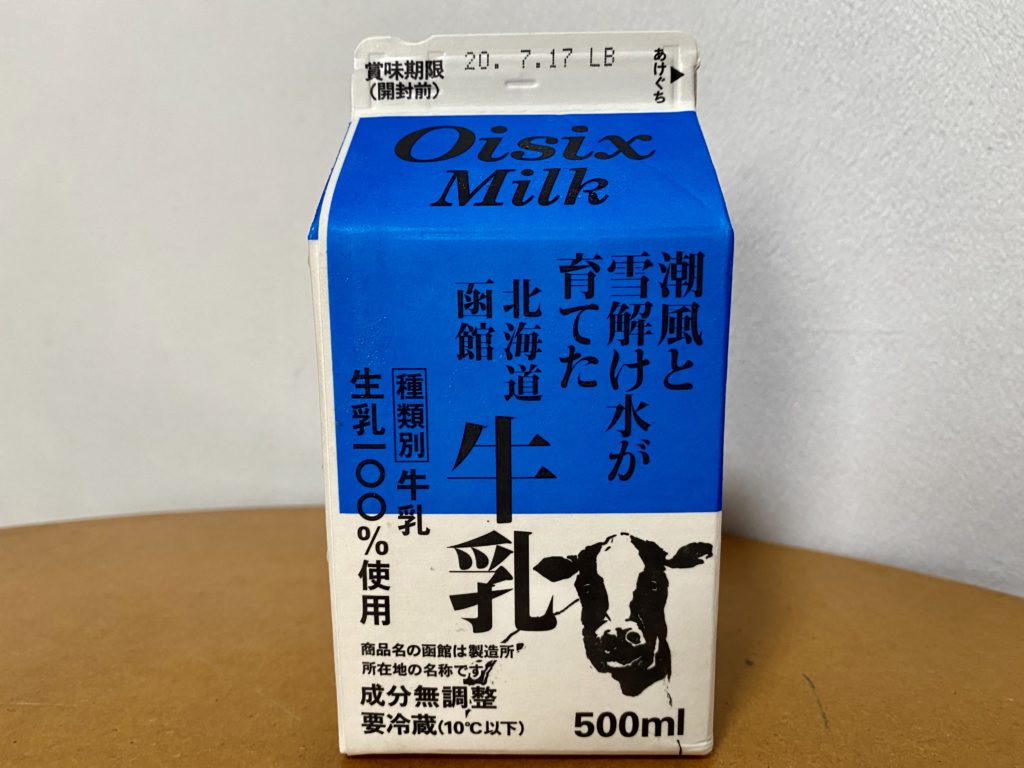 賞味期限
(開封前)
20. 7.17 LB
あけぐち▶
Oisix
Milk
潮風と
雪解け水が
育てた
北海道
函館
牛乳
種類別 牛乳
生乳一〇〇%使用
商品名の函館は製造所
所在地の名称です
成分無調整
要冷蔵(10℃以下)
500ml